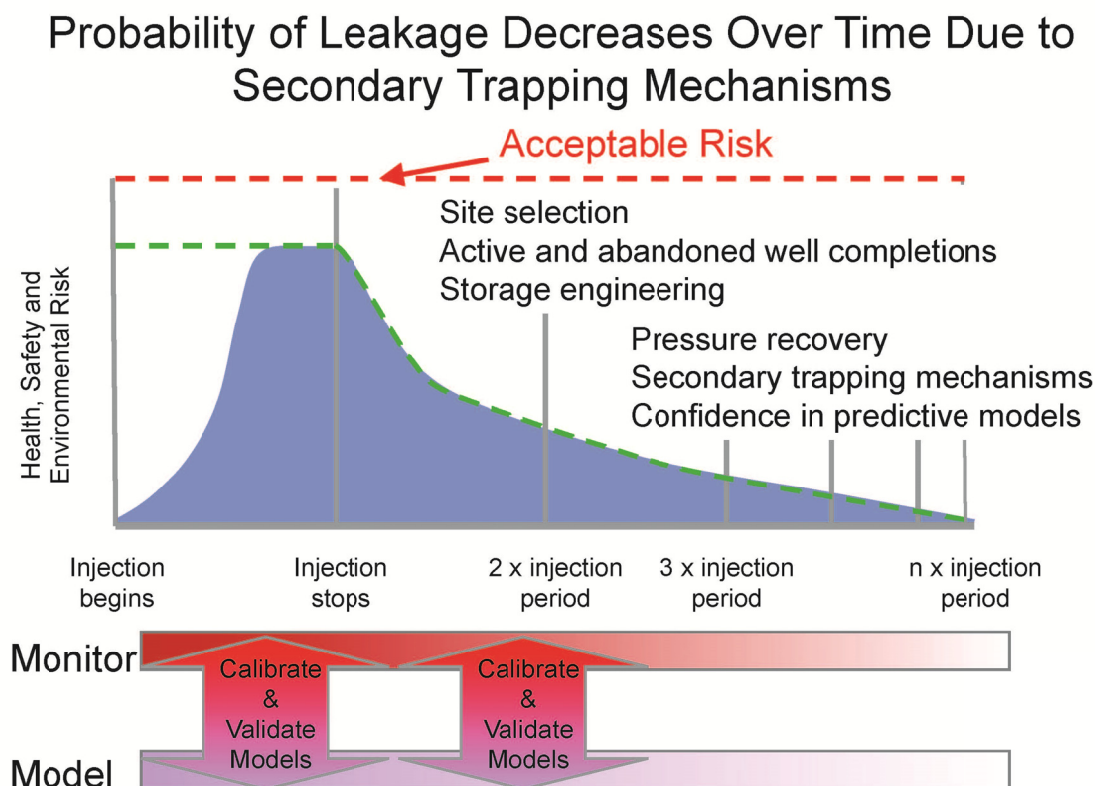 Probability of Leakage Decreases Over Time Due to
Secondary Trapping Mechanisms
Acceptable Risk
Site selection
Active and abandoned well completions
Storage engineering
Pressure recovery
Secondary trapping mechanisms
Confidence in predictive models
Health, Safety and
Environmental Risk
Injection
begins
Injection
stops
2 x injection
period
3 x injection
period
n x injection
period
Monitor
Calibrate
&
Validate
Models
Calibrate
&
Validate
Models
Model